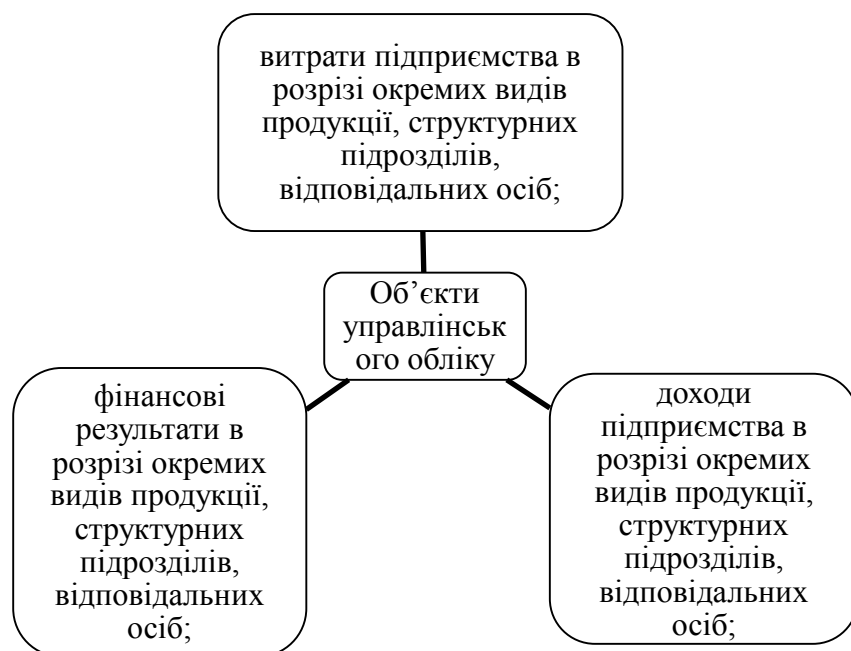 витрати підприємства в
розрізі окремих видів
продукції, структурних
підрозділів,
відповідальних осіб;
Об’єкти
управлінськ
ого обліку
фінансові
результати в
розрізі окремих
видів продукції,
структурних
підрозділів,
відповідальних
осіб;
доходи
підприємства в
розрізі окремих
видів продукції,
структурних
підрозділів,
відповідальних
осіб;